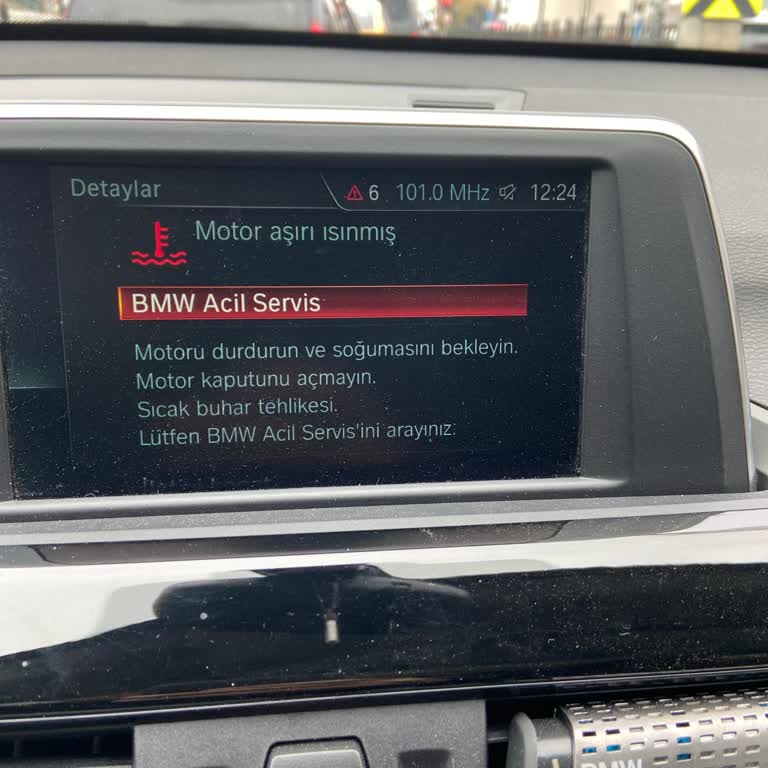 Detaylar
6 101.0 MHz 12:24
Motor aşırı ısınmış
BMW Acil Servis
Motoru durdurun ve soğumasını bekleyin.
Motor kaputunu açmayın.
Sıcak buhar tehlikesi.
Lütfen BMW Acil Servis'ini arayınız.
BMW